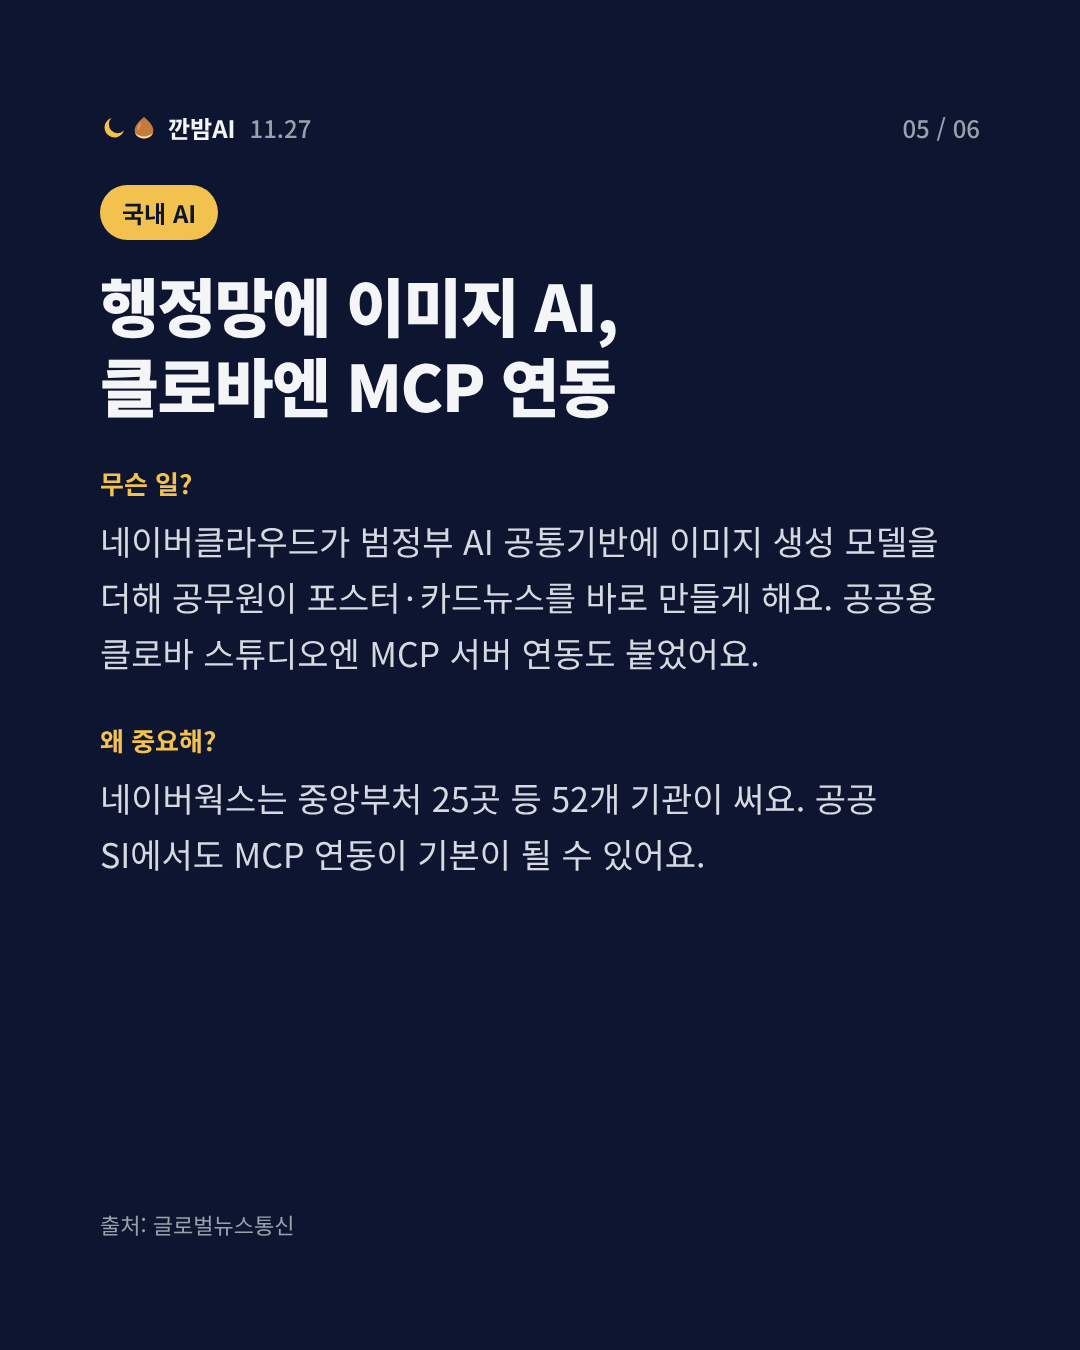 깐밤AI 11.27
05 / 06
국내 AI
행정망에 이미지 AI,
클로바엔 MCP 연동
무슨 일?
네이버클라우드가 범정부 AI 공통기반에 이미지 생성 모델을
더해 공무원이 포스터·카드뉴스를 바로 만들게 해요. 공공용
클로바 스튜디오엔 MCP 서버 연동도 붙었어요.
왜 중요해?
네이버웍스는 중앙부처 25곳 등 52개 기관이 써요. 공공
SI에서도 MCP 연동이 기본이 될 수 있어요.
출처: 글로벌뉴스통신